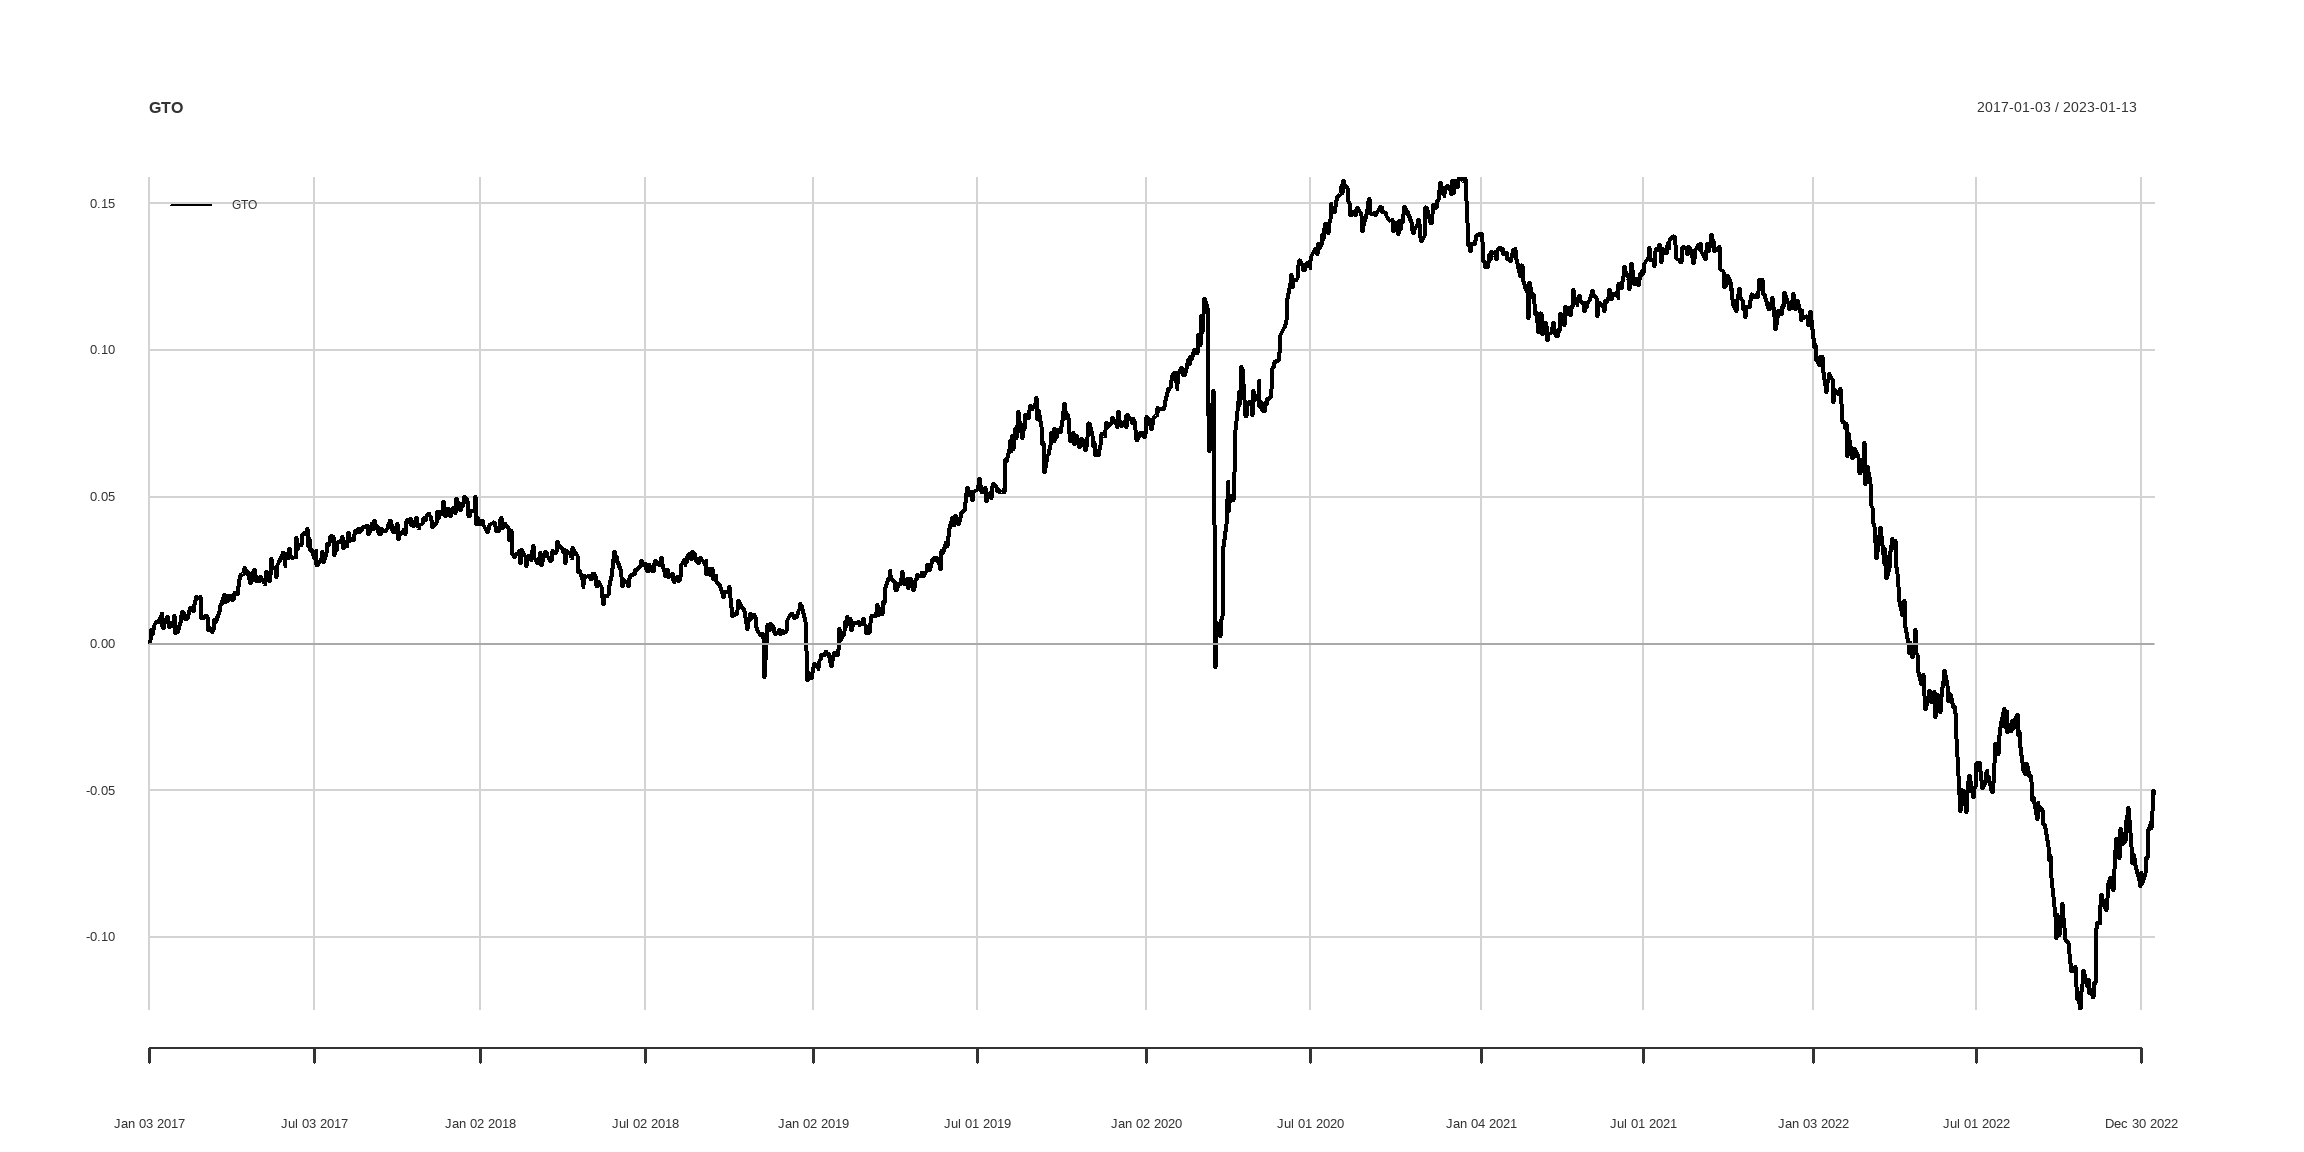 GTO
2017-01-03 / 2023-01-13
GTO
0.15
0.10
0.05
0.00
-0.05
-0.10
Jan 03 2017
Jul 03 2017
Jan 02 2018
Jul 02 2018
Jan 02 2019
Jul 01 2019
Jan 02 2020
Jul 01 2020
Jan 04 2021
Jul 01 2021
Jan 03 2022
Jul 01 2022
Dec 30 2022